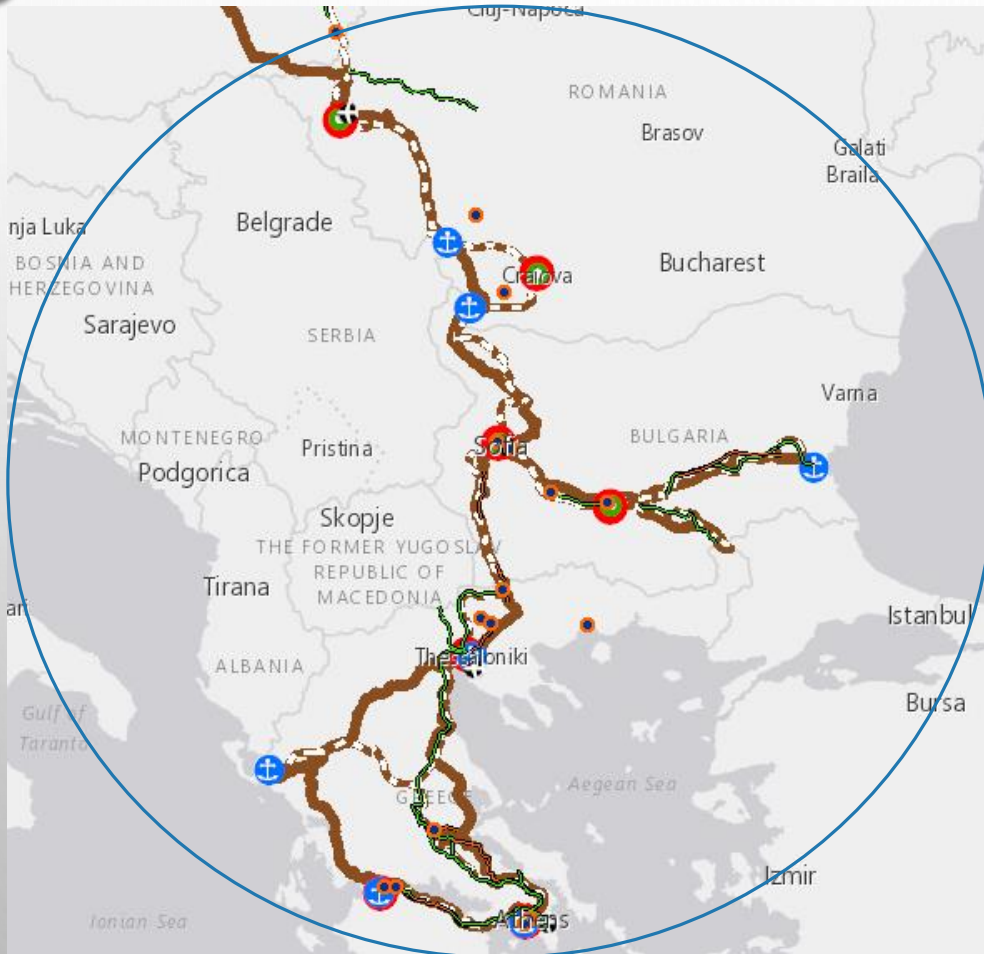 Cluj-Napoca
ROMANIA
Brasov
Galati
Braila
nja Luka
Belgrade
BOSNIA AND
HERZEGOVINA
Craiova
Bucharest
Sarajevo
SERBIA
Varna
MONTENEGRO
Pristina
Sofia
BULGARIA
Podgorica
Skopje
THE FORMER YUGOSLAV
REPUBLIC OF
MACEDONIA
Tirana
ari
Istanbul
Thessaloniki
ALBANIA
Bursa
Gulf of
Taranto
Aegean Sea
GREECE
Izmir
Ionian Sea
Athens